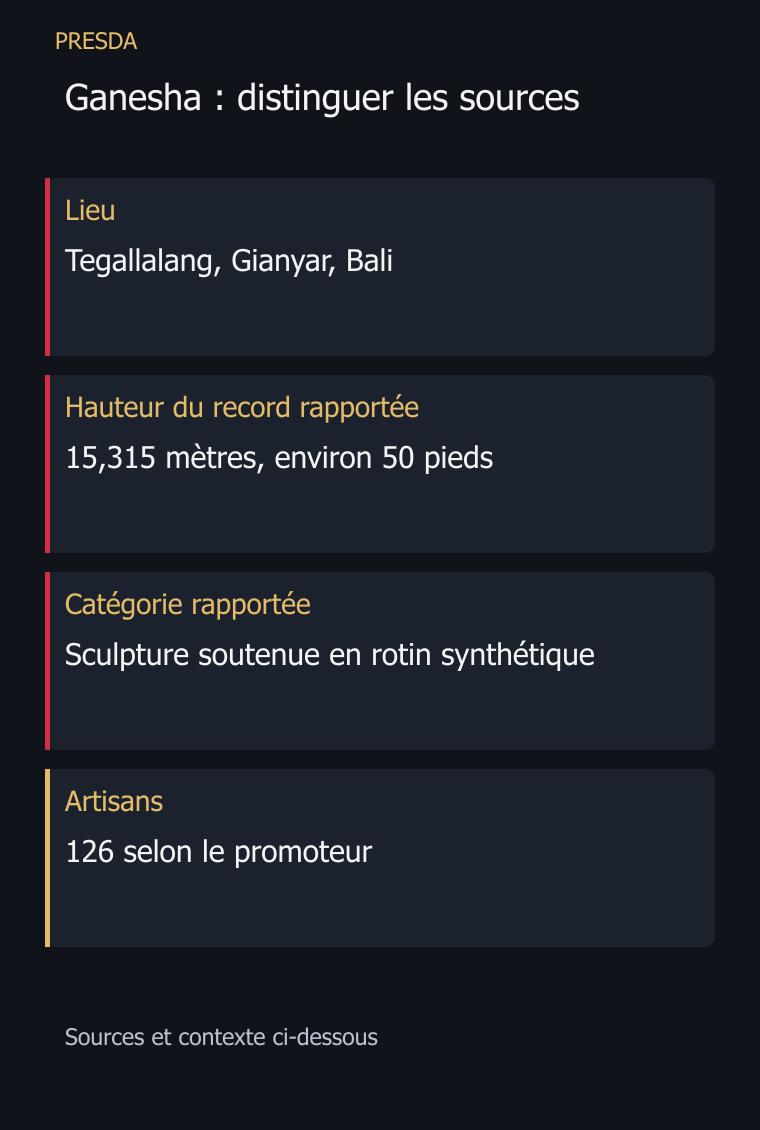 PRESDA
Ganesha : distinguer les sources
Lieu
Tegallalang, Gianyar, Bali
Hauteur du record rapportée
15,315 mètres, environ 50 pieds
Catégorie rapportée
Sculpture soutenue en rotin synthétique
Artisans
126 selon le promoteur
Sources et contexte ci-dessous